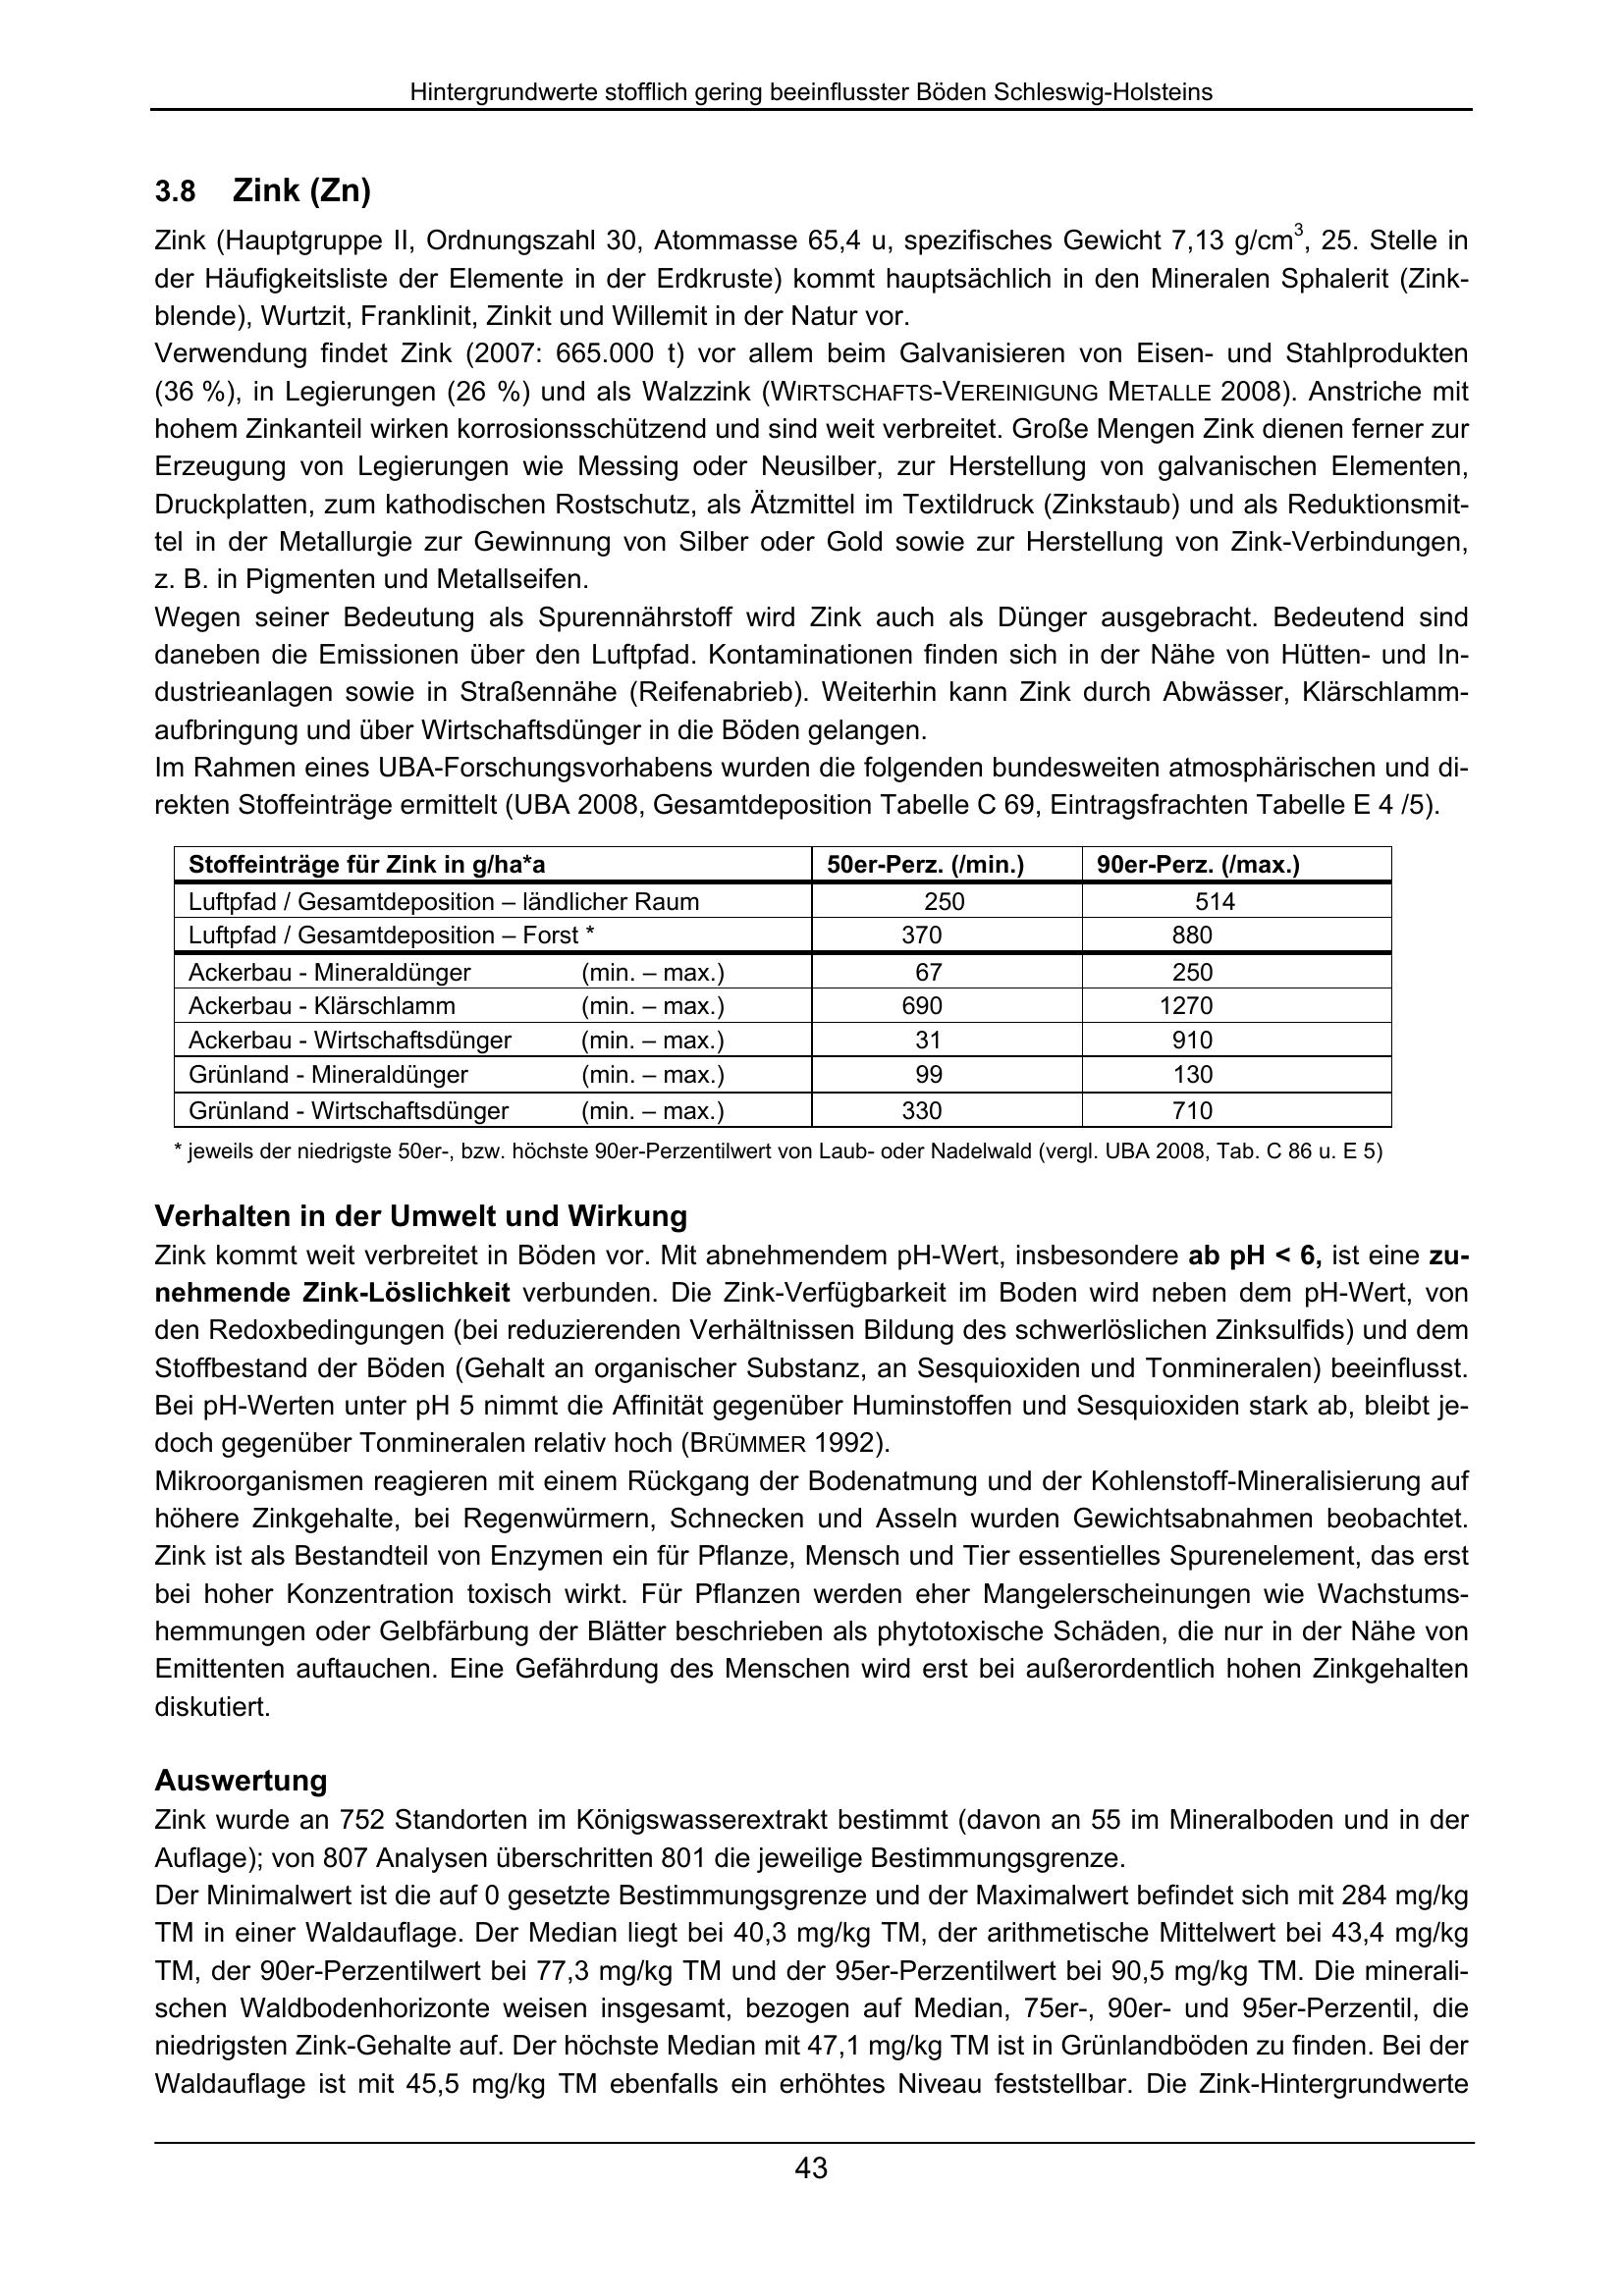 Hintergrundwerte stofflich gering beeinflusster Böden Schleswig-Holsteins
3.8 Zink (Zn)
Zink (Hauptgruppe II, Ordnungszahl 30, Atommasse 65,4 u, spezifisches Gewicht 7,13 g/cm³, 25. Stelle in
der Häufigkeitsliste der Elemente in der Erdkruste) kommt hauptsächlich in den Mineralen Sphalerit (Zink-
blende), Wurtzit, Franklinit, Zinkit und Willemit in der Natur vor.
Verwendung findet Zink (2007: 665.000 t) vor allem beim Galvanisieren von Eisen- und Stahlprodukten
(36 %), in Legierungen (26 %) und als Walzzink (WIRTSCHAFTS-VEREINIGUNG METALLE 2008). Anstriche mit
hohem Zinkanteil wirken korrosionsschützend und sind weit verbreitet. Große Mengen Zink dienen ferner zur
Erzeugung von Legierungen wie Messing oder Neusilber, zur Herstellung von galvanischen Elementen,
Druckplatten, zum kathodischen Rostschutz, als Ätzmittel im Textildruck (Zinkstaub) und als Reduktionsmit-
tel in der Metallurgie zur Gewinnung von Silber oder Gold sowie zur Herstellung von Zink-Verbindungen,
z. B. in Pigmenten und Metallseifen.
Wegen seiner Bedeutung als Spurennährstoff wird Zink auch als Dünger ausgebracht. Bedeutend sind
daneben die Emissionen über den Luftpfad. Kontaminationen finden sich in der Nähe von Hütten- und In-
dustrieanlagen sowie in Straßennähe (Reifenabrieb). Weiterhin kann Zink durch Abwässer, Klärschlamm-
aufbringung und über Wirtschaftsdünger in die Böden gelangen.
Im Rahmen eines UBA-Forschungsvorhabens wurden die folgenden bundesweiten atmosphärischen und di-
rekten Stoffeinträge ermittelt (UBA 2008, Gesamtdeposition Tabelle C 69, Eintragsfrachten Tabelle E 4 /5).
Stoffeinträge für Zink in g/ha*a 50er-Perz. (/min.) 90er-Perz. (/max.)
Luftpfad / Gesamtdeposition – ländlicher Raum 250 514
Luftpfad / Gesamtdeposition – Forst * 370 880
Ackerbau - Mineraldünger (min. – max.) 67 250
Ackerbau - Klärschlamm (min. – max.) 690 1270
Ackerbau - Wirtschaftsdünger (min. – max.) 31 910
Grünland - Mineraldünger (min. – max.) 99 130
Grünland - Wirtschaftsdünger (min. – max.) 330 710
* jeweils der niedrigste 50er-, bzw. höchste 90er-Perzentilwert von Laub- oder Nadelwald (vergl. UBA 2008, Tab. C 86 u. E 5)
Verhalten in der Umwelt und Wirkung
Zink kommt weit verbreitet in Böden vor. Mit abnehmendem pH-Wert, insbesondere ab pH < 6, ist eine zu-
nehmende Zink-Löslichkeit verbunden. Die Zink-Verfügbarkeit im Boden wird neben dem pH-Wert, von
den Redoxbedingungen (bei reduzierenden Verhältnissen Bildung des schwerlöslichen Zinksulfids) und dem
Stoffbestand der Böden (Gehalt an organischer Substanz, an Sesquioxiden und Tonmineralen) beeinflusst.
Bei pH-Werten unter pH 5 nimmt die Affinität gegenüber Huminstoffen und Sesquioxiden stark ab, bleibt je-
doch gegenüber Tonmineralen relativ hoch (BRÜMMER 1992).
Mikroorganismen reagieren mit einem Rückgang der Bodenatmung und der Kohlenstoff-Mineralisierung auf
höhere Zinkgehalte, bei Regenwürmern, Schnecken und Asseln wurden Gewichtsabnahmen beobachtet.
Zink ist als Bestandteil von Enzymen ein für Pflanze, Mensch und Tier essentielles Spurenelement, das erst
bei hoher Konzentration toxisch wirkt. Für Pflanzen werden eher Mangelerscheinungen wie Wachstums-
hemmungen oder Gelbfärbung der Blätter beschrieben als phytotoxische Schäden, die nur in der Nähe von
Emittenten auftauchen. Eine Gefährdung des Menschen wird erst bei außerordentlich hohen Zinkgehalten
diskutiert.
Auswertung
Zink wurde an 752 Standorten im Königswasserextrakt bestimmt (davon an 55 im Mineralboden und in der
Auflage); von 807 Analysen überschritten 801 die jeweilige Bestimmungsgrenze.
Der Minimalwert ist die auf 0 gesetzte Bestimmungsgrenze und der Maximalwert befindet sich mit 284 mg/kg
TM in einer Waldauflage. Der Median liegt bei 40,3 mg/kg TM, der arithmetische Mittelwert bei 43,4 mg/kg
TM, der 90er-Perzentilwert bei 77,3 mg/kg TM und der 95er-Perzentilwert bei 90,5 mg/kg TM. Die minerali-
schen Waldbodenhorizonte weisen insgesamt, bezogen auf Median, 75er-, 90er- und 95er-Perzentil, die
niedrigsten Zink-Gehalte auf. Der höchste Median mit 47,1 mg/kg TM ist in Grünlandböden zu finden. Bei der
Waldauflage ist mit 45,5 mg/kg TM ebenfalls ein erhöhtes Niveau feststellbar. Die Zink-Hintergrundwerte
43